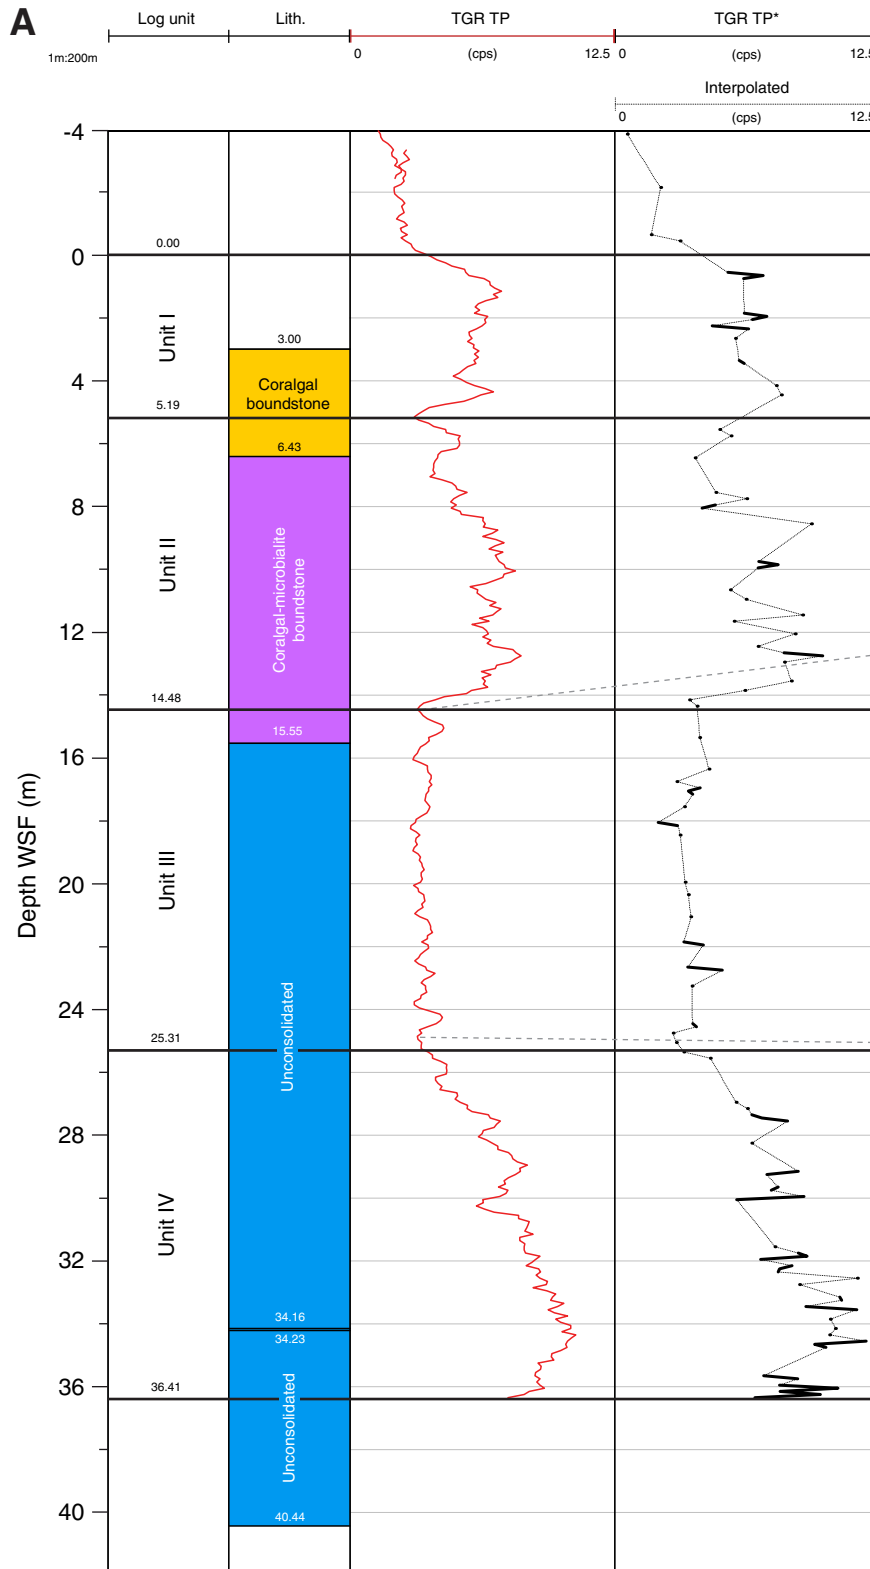 A
Log unit
Lith.
TGR TP
TGR TP*
1m:200m
0 (cps) 12.5
0 (cps) 12.5
Interpolated
0 (cps) 12.5
-4
0.00
0
Unit I
3.00
4
Coralgal
boundstone
5.19
6.43
8
Unit II
Coralgal-microbialite
boundstone
12
14.48
15.55
16
Depth WSF (m)
Unit III
20
24
25.31
Unconsolidated
28
Unit IV
32
34.16
34.23
36
36.41
Unconsolidated
40
40.44